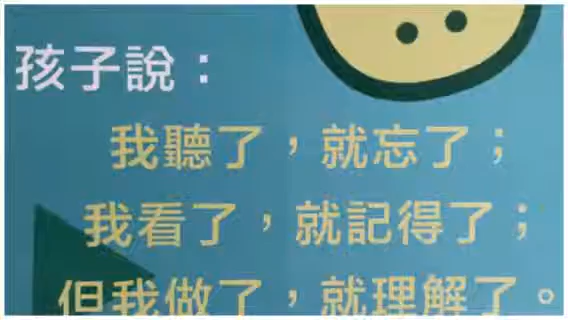 孩子說：
我聽了，就忘了；
我看了，就記得了；
但我做了，就理解了。